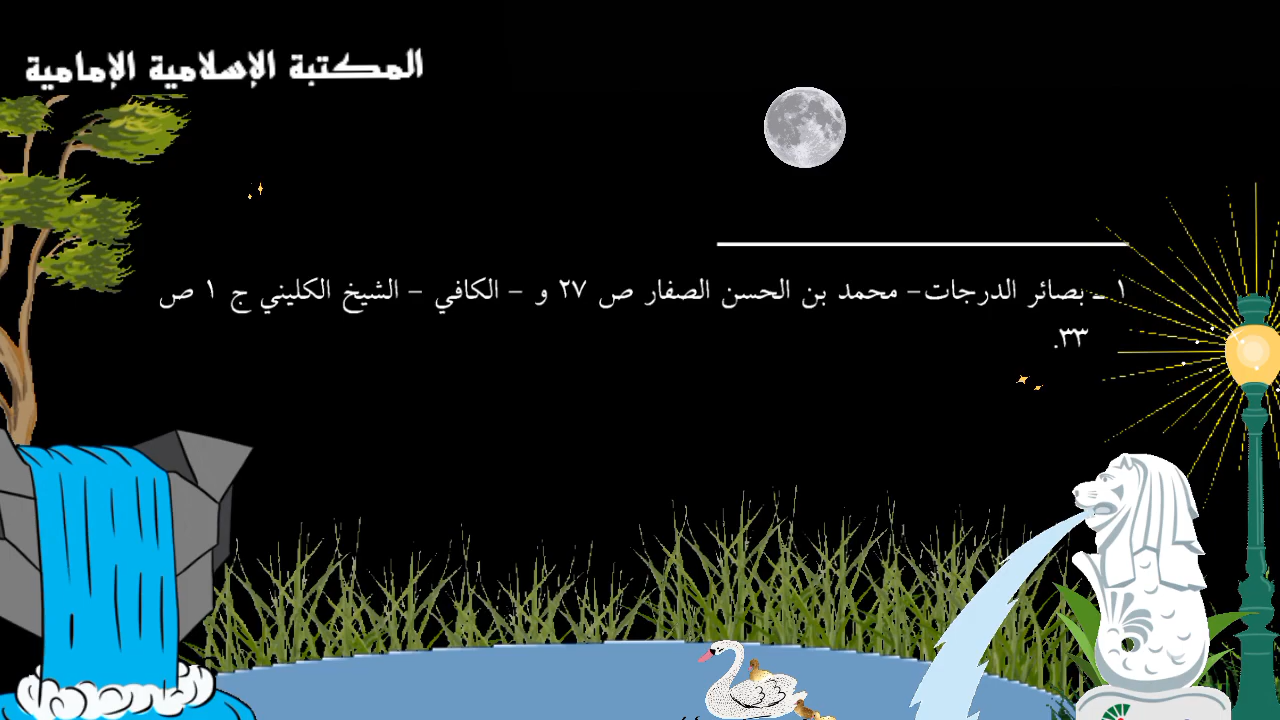 المكتبة الإسلامية الإمامية
١ ـ بصائر الدرجات– محمد بن الحسن الصفار ص ٢٧ و – الكافي – الشيخ الكليني ج ١ ص
٣٣.